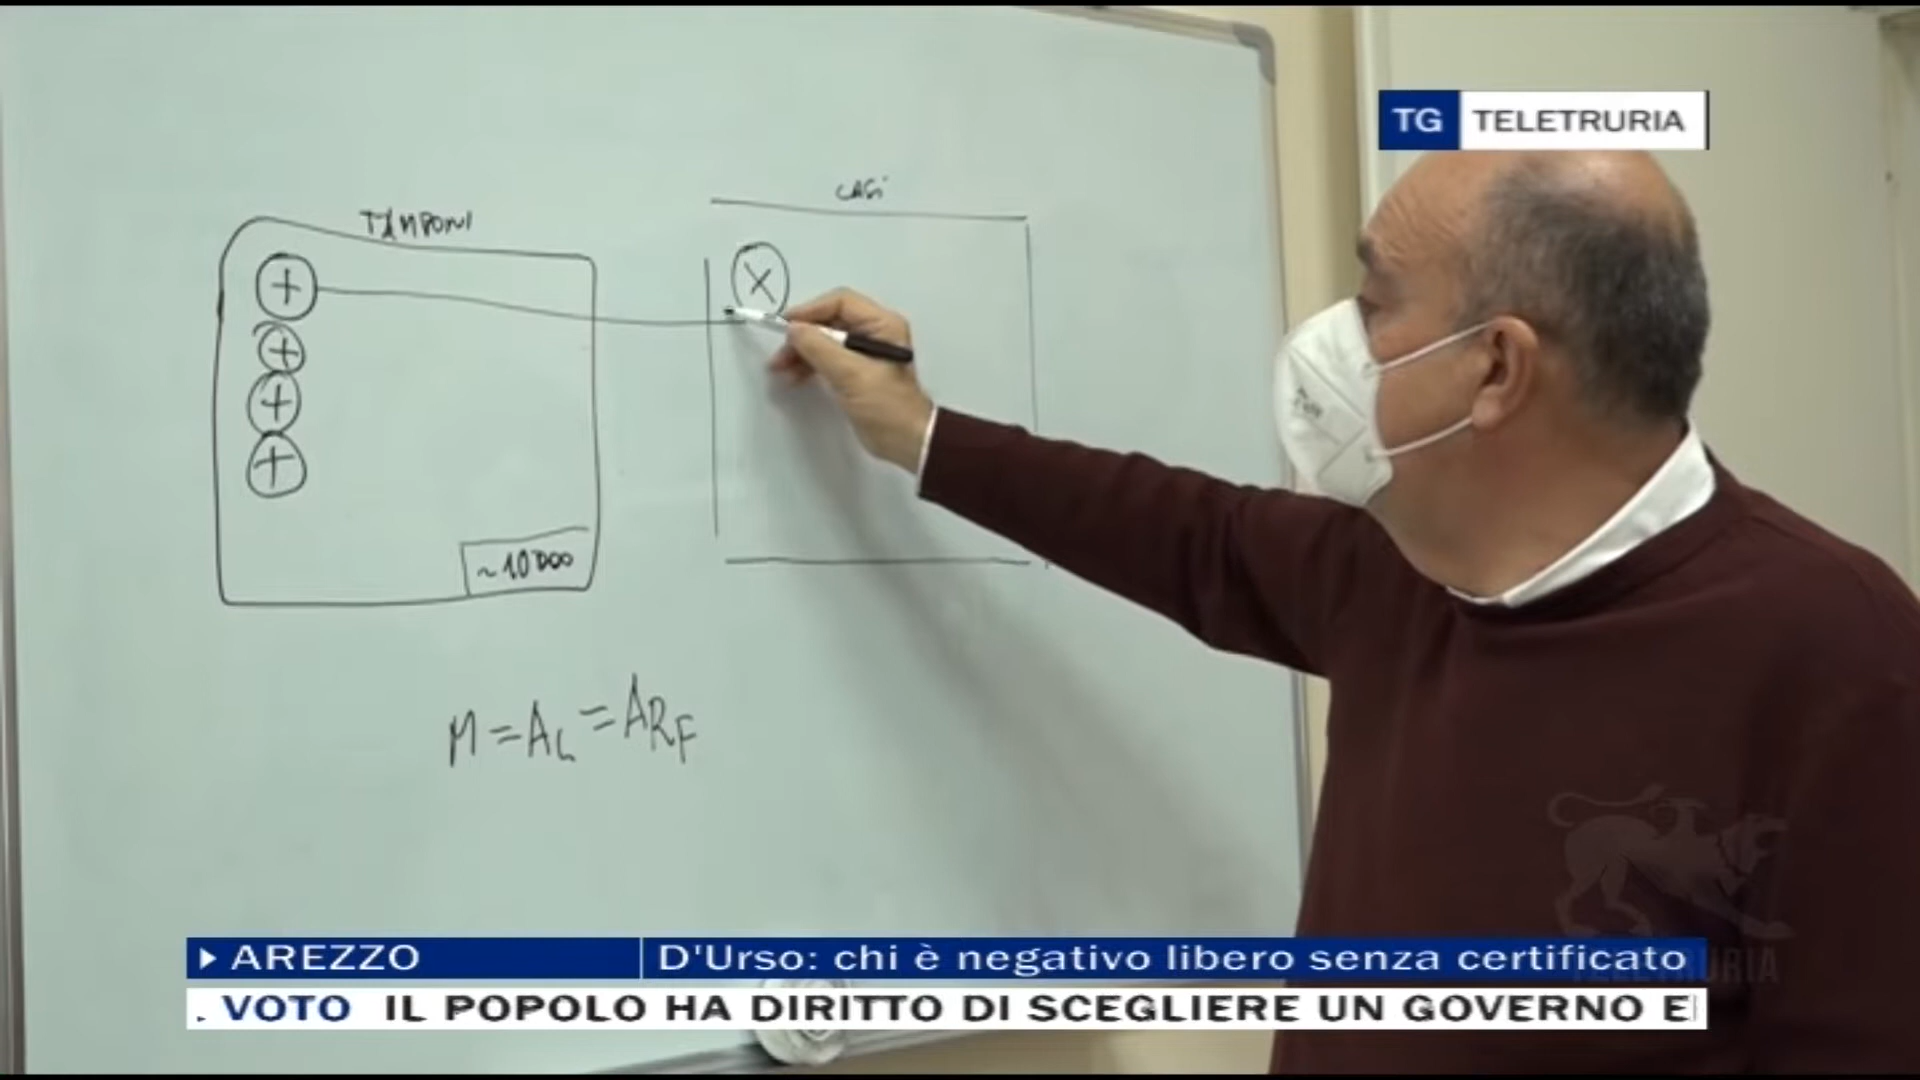 TG TELETRURIA
CASI
TAMPONI
+
X
+
+
+
~10000
M = AL = ARF
AREZZO D'Urso: chi è negativo libero senza certificato
TELETRURIA
. VOTO IL POPOLO HA DIRITTO DI SCEGLIERE UN GOVERNO E